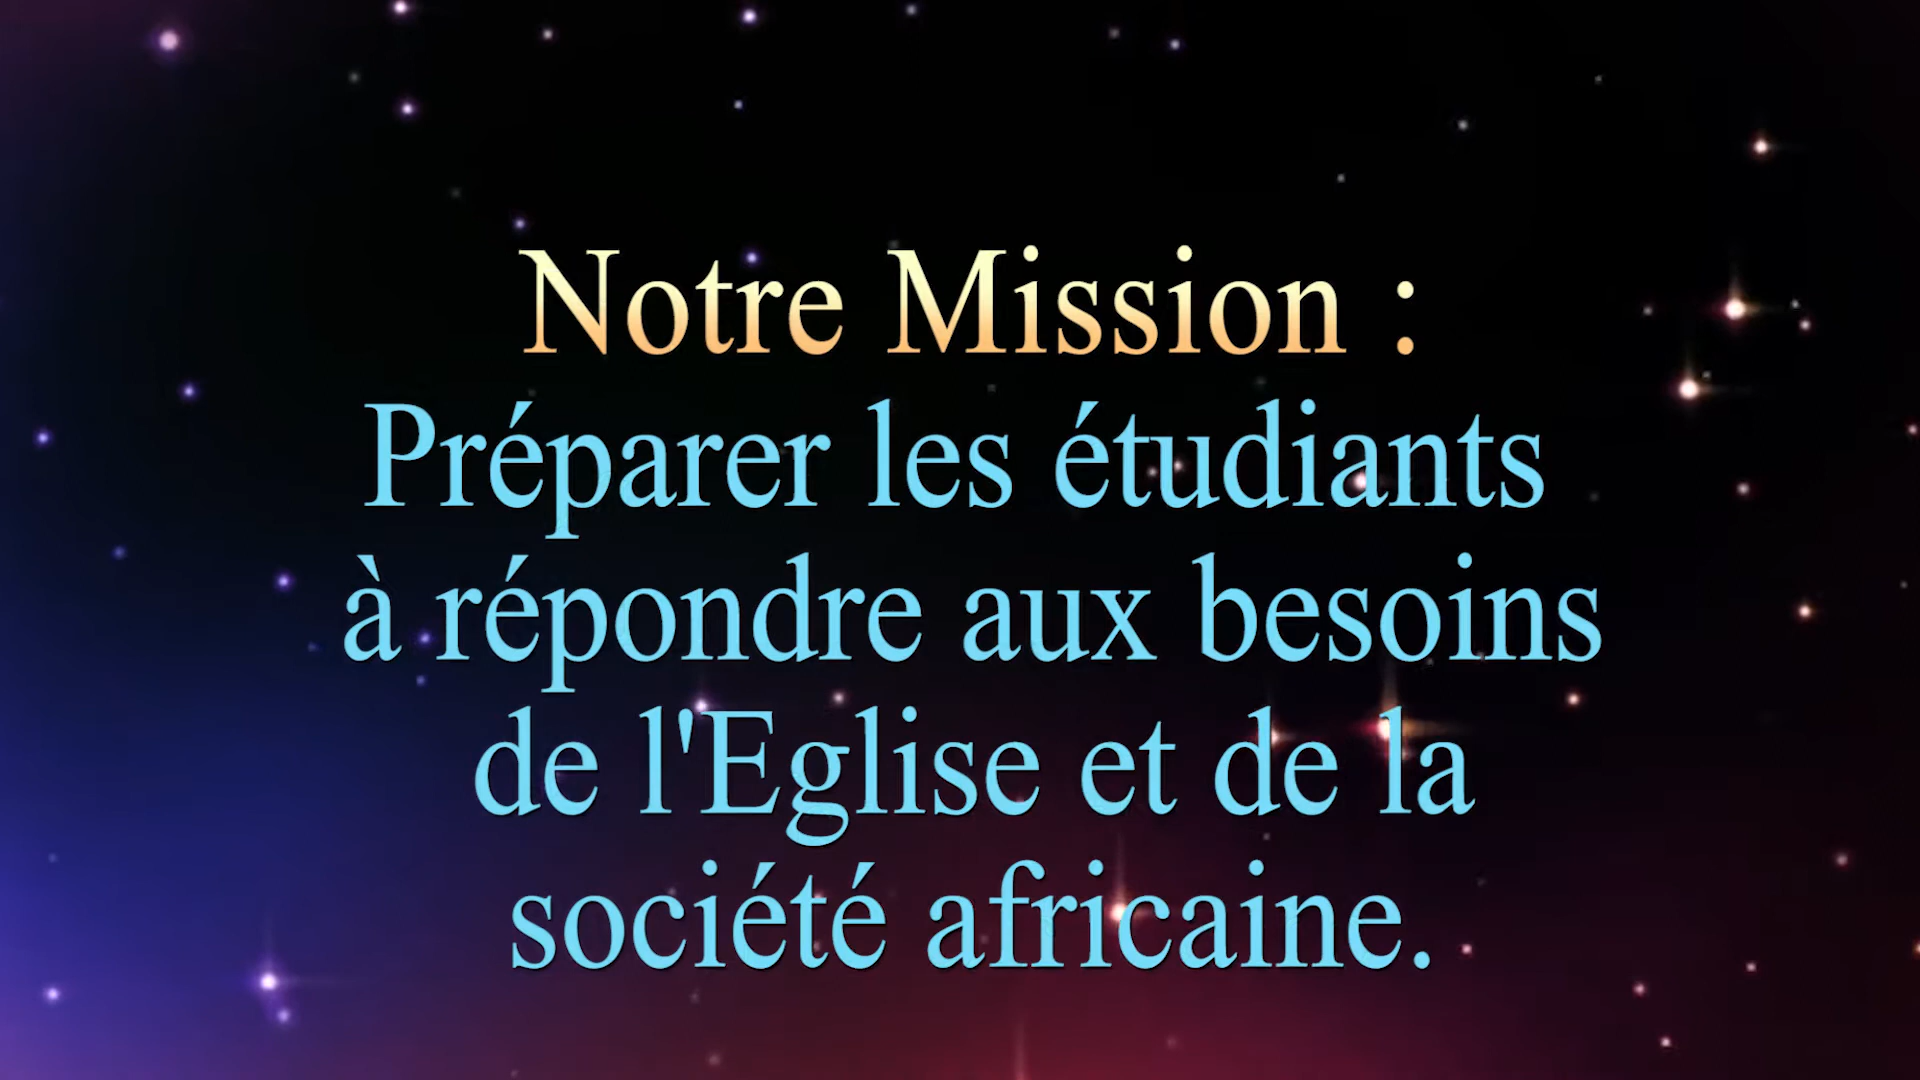 Notre Mission :
Préparer les étudiants
à répondre aux besoins
de l'Eglise et de la
société africaine.